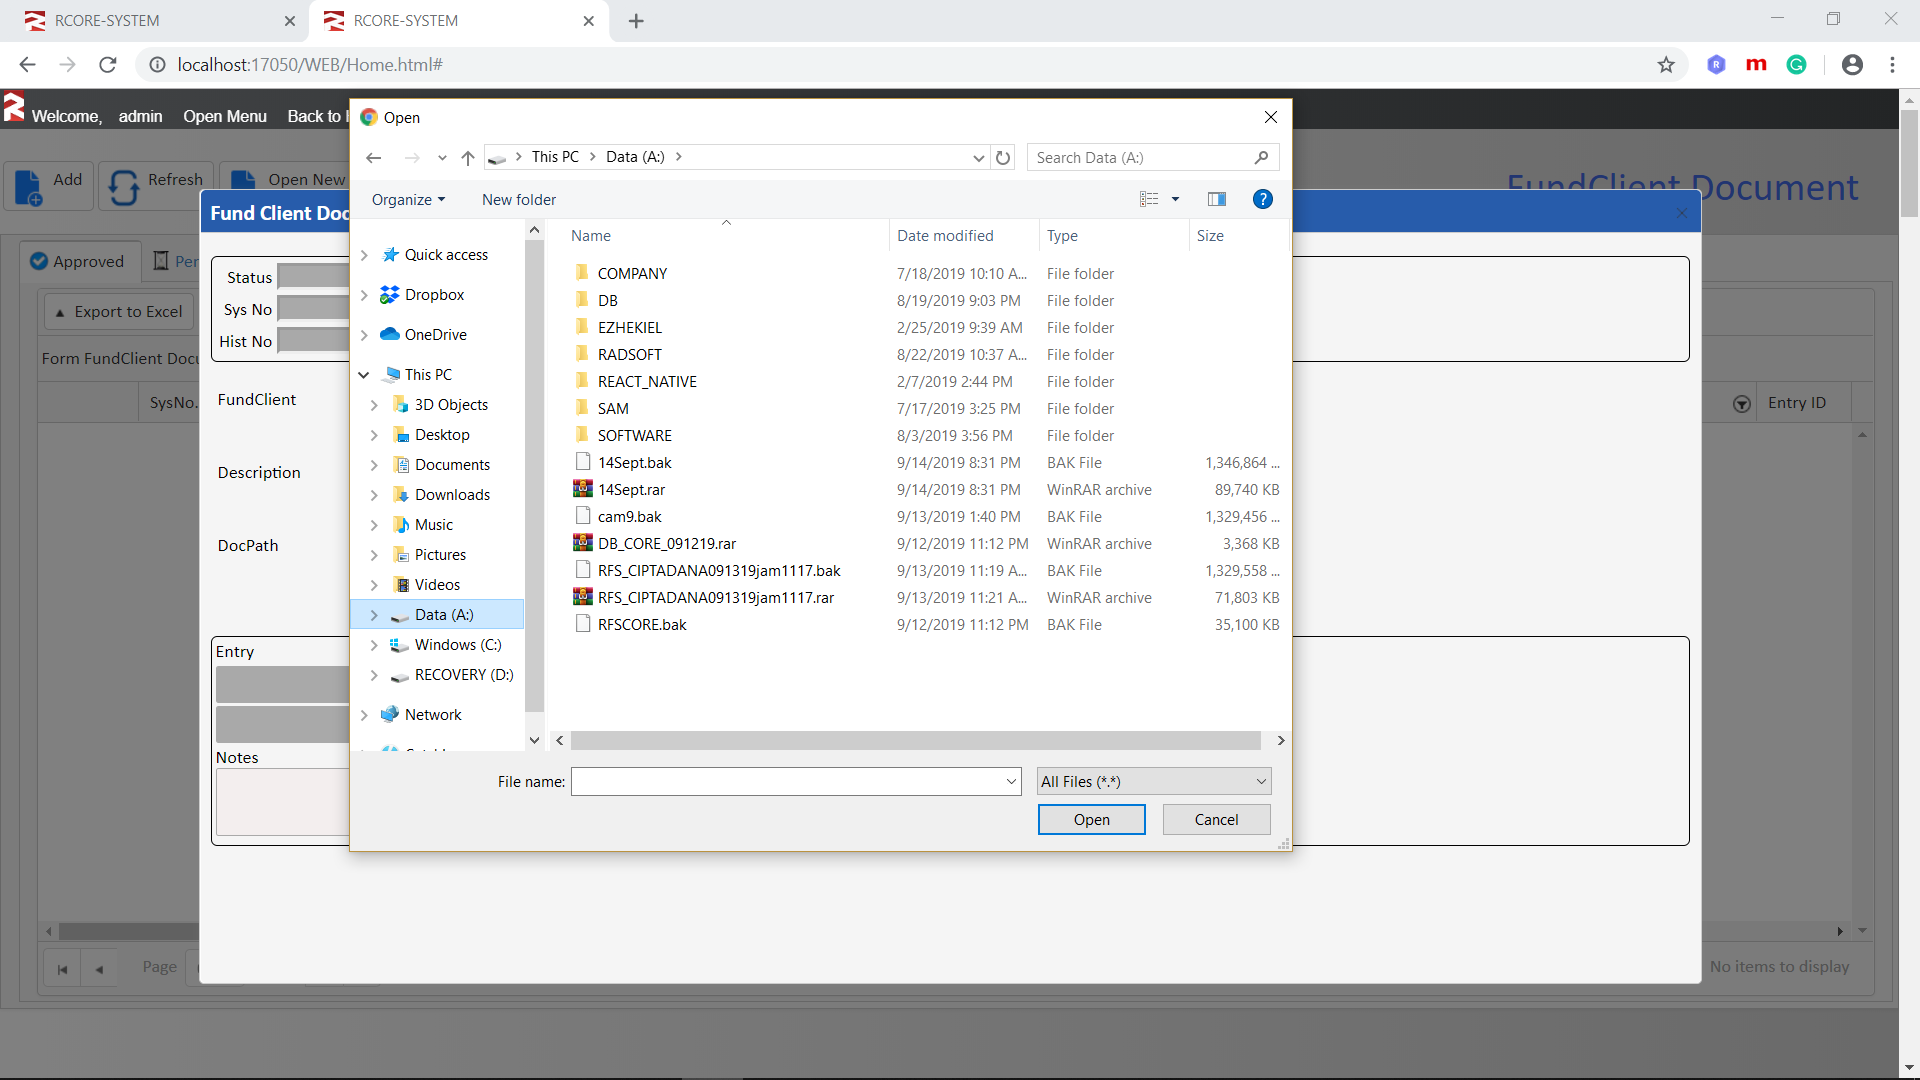 RCORE-SYSTEM
RCORE-SYSTEM
localhost:17050/WEB/Home.html#
Welcome, admin Open Menu Back to
Add Refresh Open New
FundClient Document
Approved
Export to Excel
Form FundClient Docu
SysNo.
Entry ID
Page
No items to display
Fund Client Doc
Status
Sys No
Hist No
FundClient
Description
DocPath
Entry
Notes
Open
This PC Data (A:)
Search Data (A:)
Organize New folder
Quick access
Dropbox
OneDrive
This PC
3D Objects
Desktop
Documents
Downloads
Music
Pictures
Videos
Data (A:)
Windows (C:)
RECOVERY (D:)
Network
Name Date modified Type Size
COMPANY 7/18/2019 10:10 A... File folder
DB 8/19/2019 9:03 PM File folder
EZHEKIEL 2/25/2019 9:39 AM File folder
RADSOFT 8/22/2019 10:37 A... File folder
REACT_NATIVE 2/7/2019 2:44 PM File folder
SAM 7/17/2019 3:25 PM File folder
SOFTWARE 8/3/2019 3:56 PM File folder
14Sept.bak 9/14/2019 8:31 PM BAK File 1,346,864 ...
14Sept.rar 9/14/2019 8:31 PM WinRAR archive 89,740 KB
cam9.bak 9/13/2019 1:40 PM BAK File 1,329,456 ...
DB_CORE_091219.rar 9/12/2019 11:12 PM WinRAR archive 3,368 KB
RFS_CIPTADANA091319jam1117.bak 9/13/2019 11:19 A... BAK File 1,329,558 ...
RFS_CIPTADANA091319jam1117.rar 9/13/2019 11:21 A... WinRAR archive 71,803 KB
RFSCORE.bak 9/12/2019 11:12 PM BAK File 35,100 KB
File name:
All Files (*.*)
Open Cancel